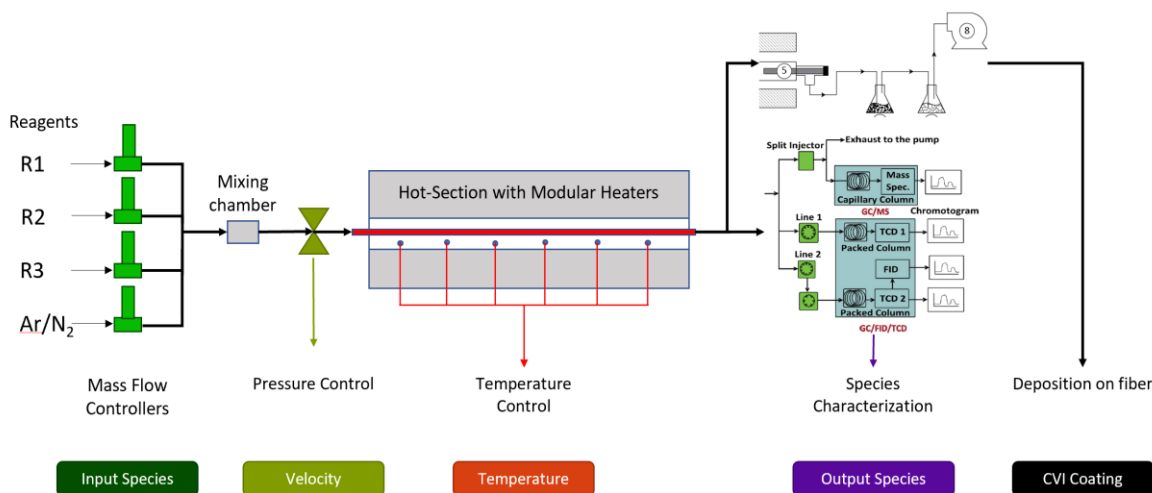 Reagents
R1
R2
R3
Ar/N₂
Mass Flow
Controllers
Mixing
chamber
Pressure Control
Hot-Section with Modular Heaters
Temperature
Control
5
8
Split Injector
Exhaust to the pump
Mass
Spec.
Capillary Column
GC/MS
Chromotogram
Line 1
TCD 1
Packed Column
Line 2
FID
TCD 2
Packed Column
GC/FID/TCD
Species
Characterization
Deposition on fiber
Input Species
Velocity
Temperature
Output Species
CVI Coating